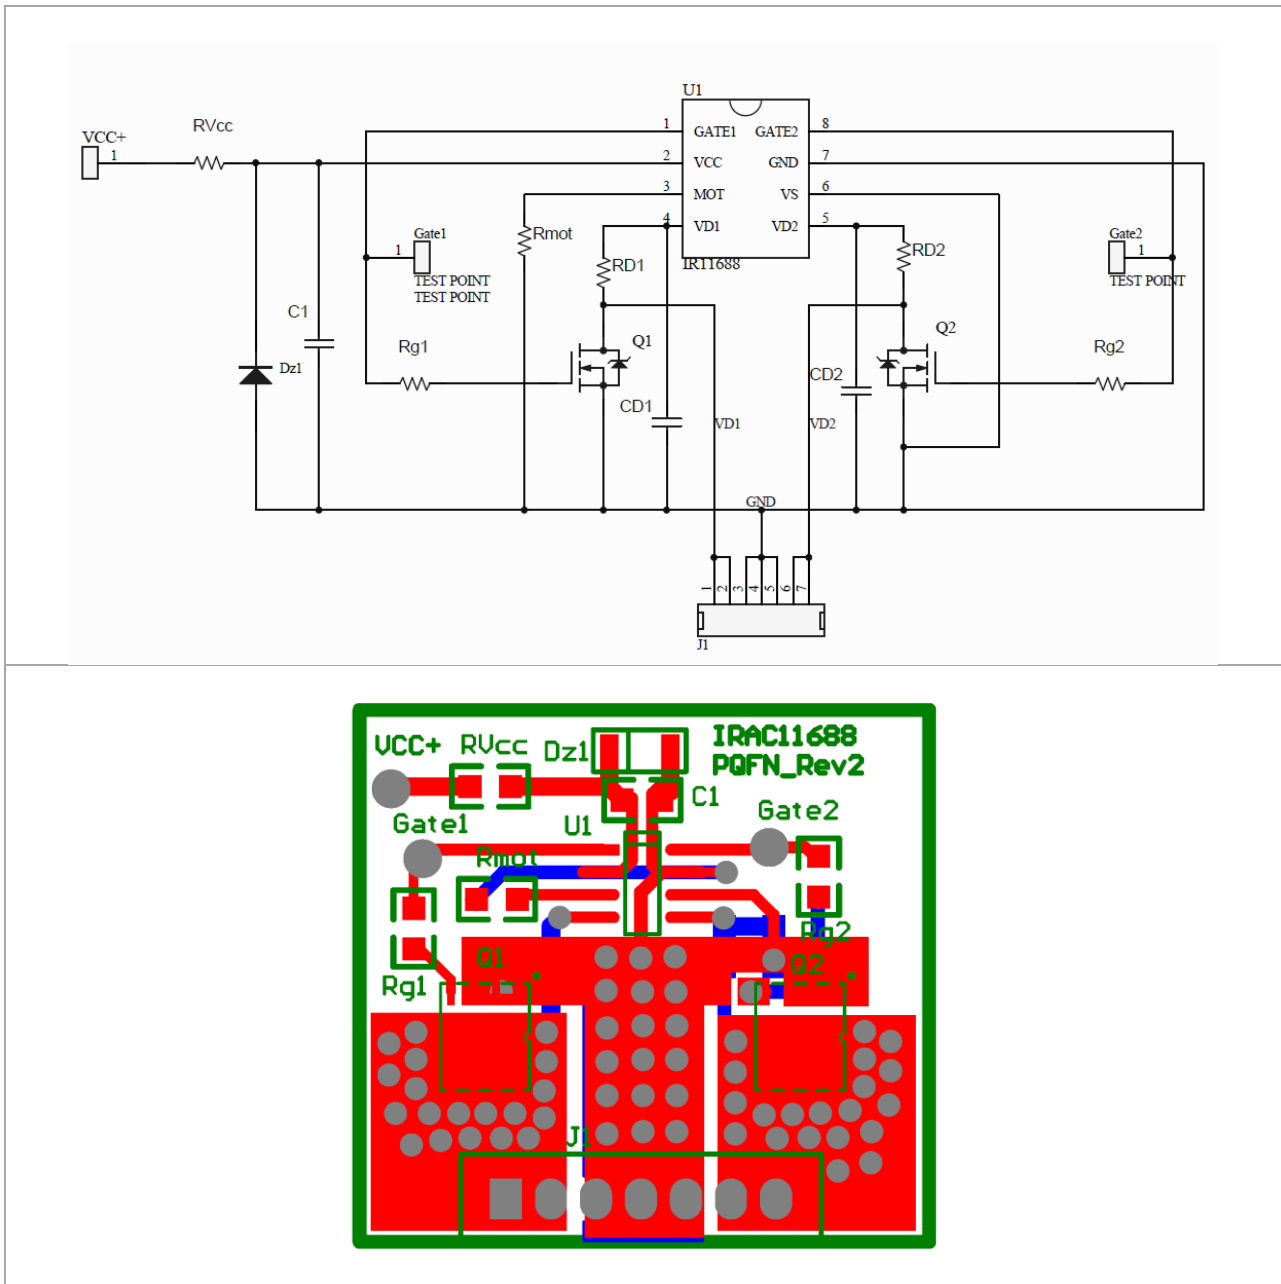 U1
VCC+
1
RVcc
1
GATE1
GATE2
8
2
VCC
GND
7
3
MOT
VS
6
4
VD1
VD2
5
IR11688
Gate1
1
TEST POINT
TEST POINT
Rmot
RD1
RD2
Gate2
1
TEST POINT
C1
Rg1
Q1
Q2
Rg2
Dz1
CD1
CD2
VD1
VD2
GND
1
2
3
4
5
6
7
J1
VCC+
RVcc
Dz1
IRAC11688
PQFN_Rev2
C1
Gate1
U1
Gate2
Rmot
Rg2
Q1
Q2
Rg1
J1